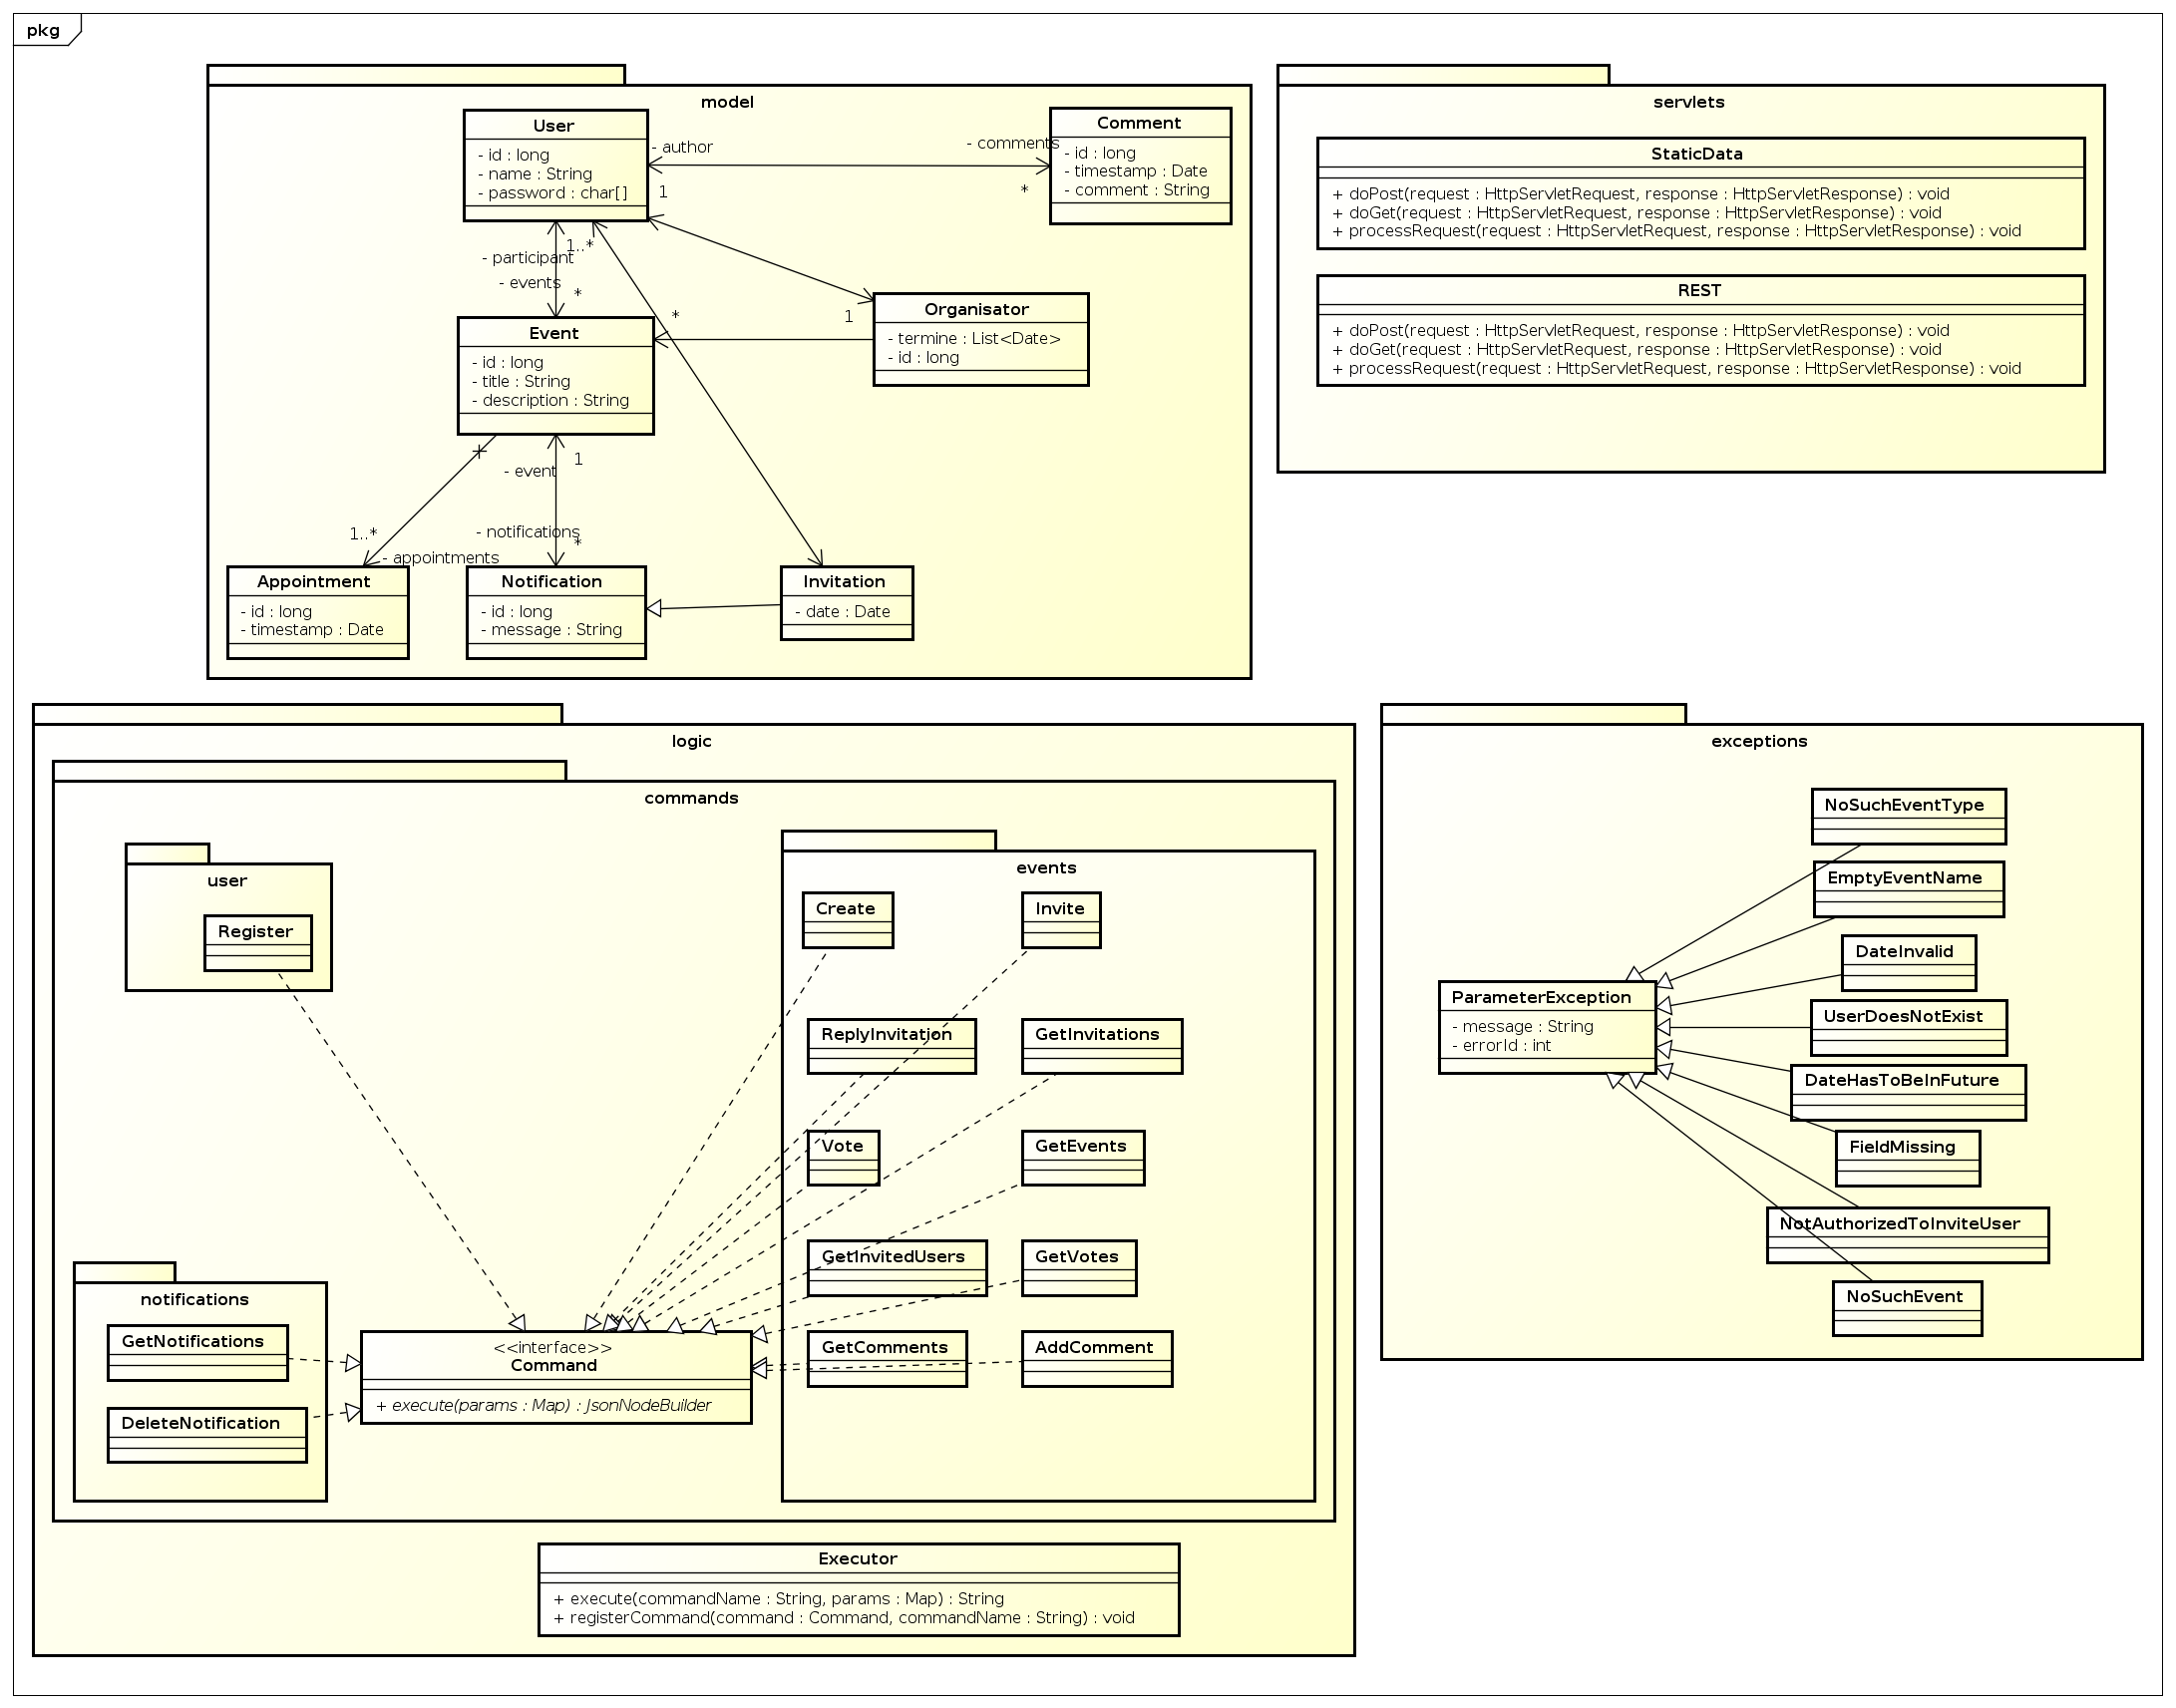 pkg
model
User
- id : long
- name : String
- password : char[]
- author
1
- comments
*
Comment
- id : long
- timestamp : Date
- comment : String
1..*
- participant
- events
*
Event
- id : long
- title : String
- description : String
*
1
Organisator
- termine : List<Date>
- id : long
1
- event
- notifications
*
1..*
- appointments
Appointment
- id : long
- timestamp : Date
Notification
- id : long
- message : String
Invitation
- date : Date
servlets
StaticData
+ doPost(request : HttpServletRequest, response : HttpServletResponse) : void
+ doGet(request : HttpServletRequest, response : HttpServletResponse) : void
+ processRequest(request : HttpServletRequest, response : HttpServletResponse) : void
REST
+ doPost(request : HttpServletRequest, response : HttpServletResponse) : void
+ doGet(request : HttpServletRequest, response : HttpServletResponse) : void
+ processRequest(request : HttpServletRequest, response : HttpServletResponse) : void
logic
commands
user
Register
notifications
GetNotifications
DeleteNotification
<<interface>>
Command
+ execute(params : Map) : JsonNodeBuilder
events
Create
Invite
ReplyInvitation
GetInvitations
Vote
GetEvents
GetInvitedUsers
GetVotes
GetComments
AddComment
Executor
+ execute(commandName : String, params : Map) : String
+ registerCommand(command : Command, commandName : String) : void
exceptions
ParameterException
- message : String
- errorId : int
NoSuchEventType
EmptyEventName
DateInvalid
UserDoesNotExist
DateHasToBeInFuture
FieldMissing
NotAuthorizedToInviteUser
NoSuchEvent